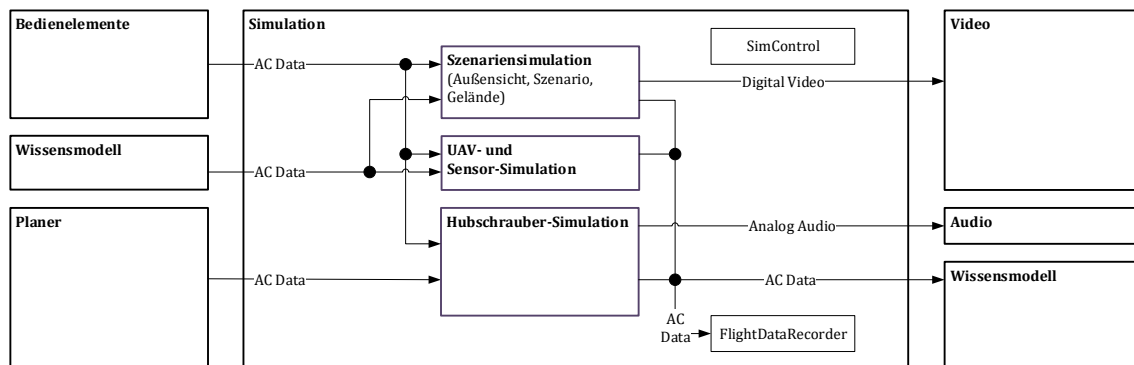 Bedienelemente
Simulation
Video
SimControl
Szenariensimulation
(Außensicht, Szenario,
Gelände)
AC Data
Digital Video
Wissensmodell
UAV- und
Sensor-Simulation
AC Data
Planer
Hubschrauber-Simulation
Audio
Analog Audio
Wissensmodell
AC Data
AC Data
AC
Data
FlightDataRecorder